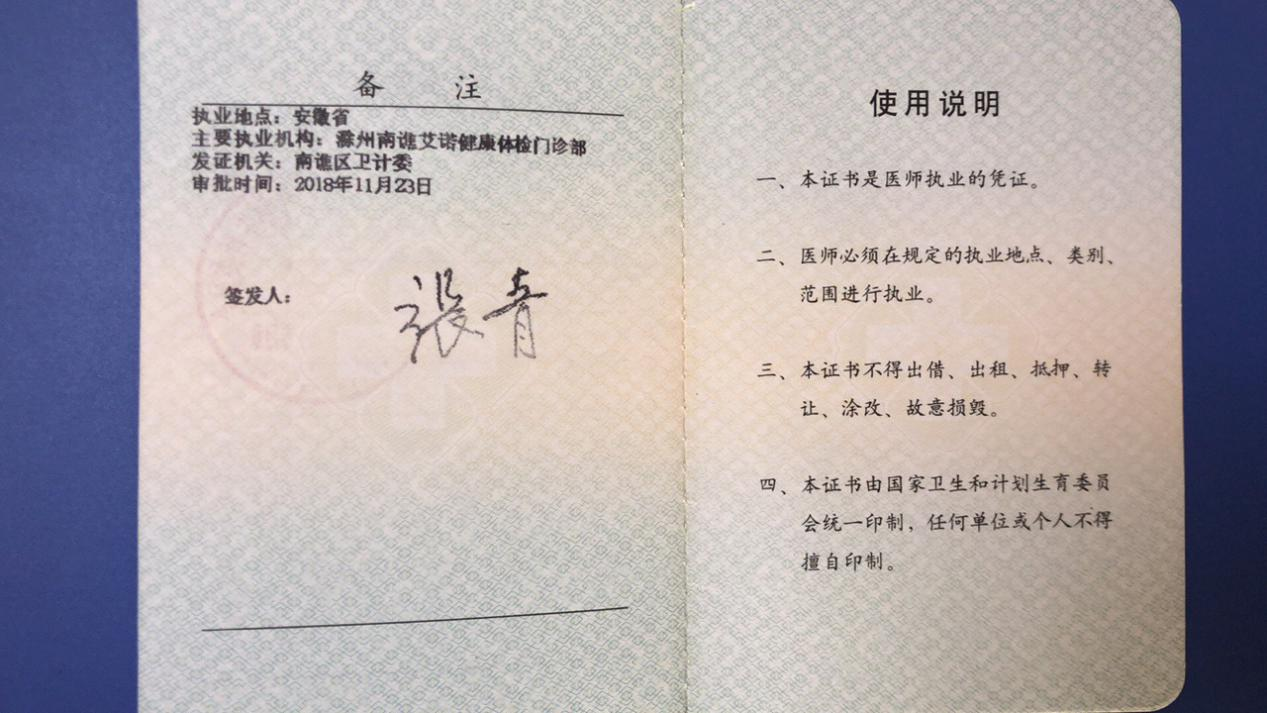 备 注
执业地点：安徽省
主要执业机构：滁州南谯艾诺健康体检门诊部
发证机关：南谯区卫计委
审批时间：2018年11月23日
签发人：
张青
使用说明
一、本证书是医师执业的凭证。
二、医师必须在规定的执业地点、类别、
范围进行执业。
三、本证书不得出借、出租、抵押、转
让、涂改、故意损毁。
四、本证书由国家卫生和计划生育委员
会统一印制，任何单位或个人不得
擅自印制。